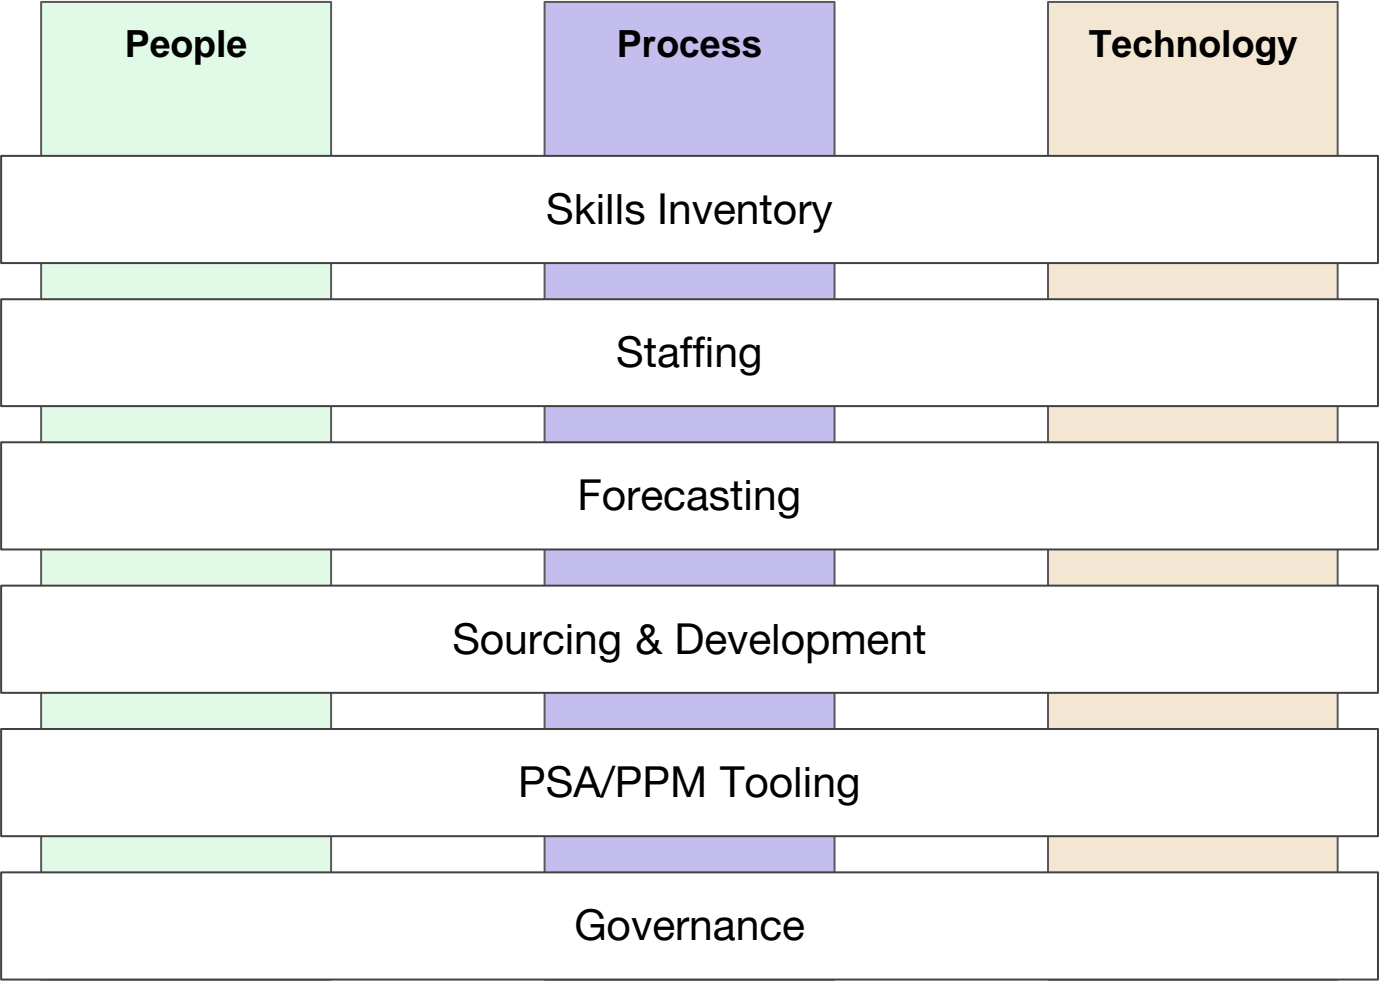 People
Process
Technology
Skills Inventory
Staffing
Forecasting
Sourcing & Development
PSA/PPM Tooling
Governance